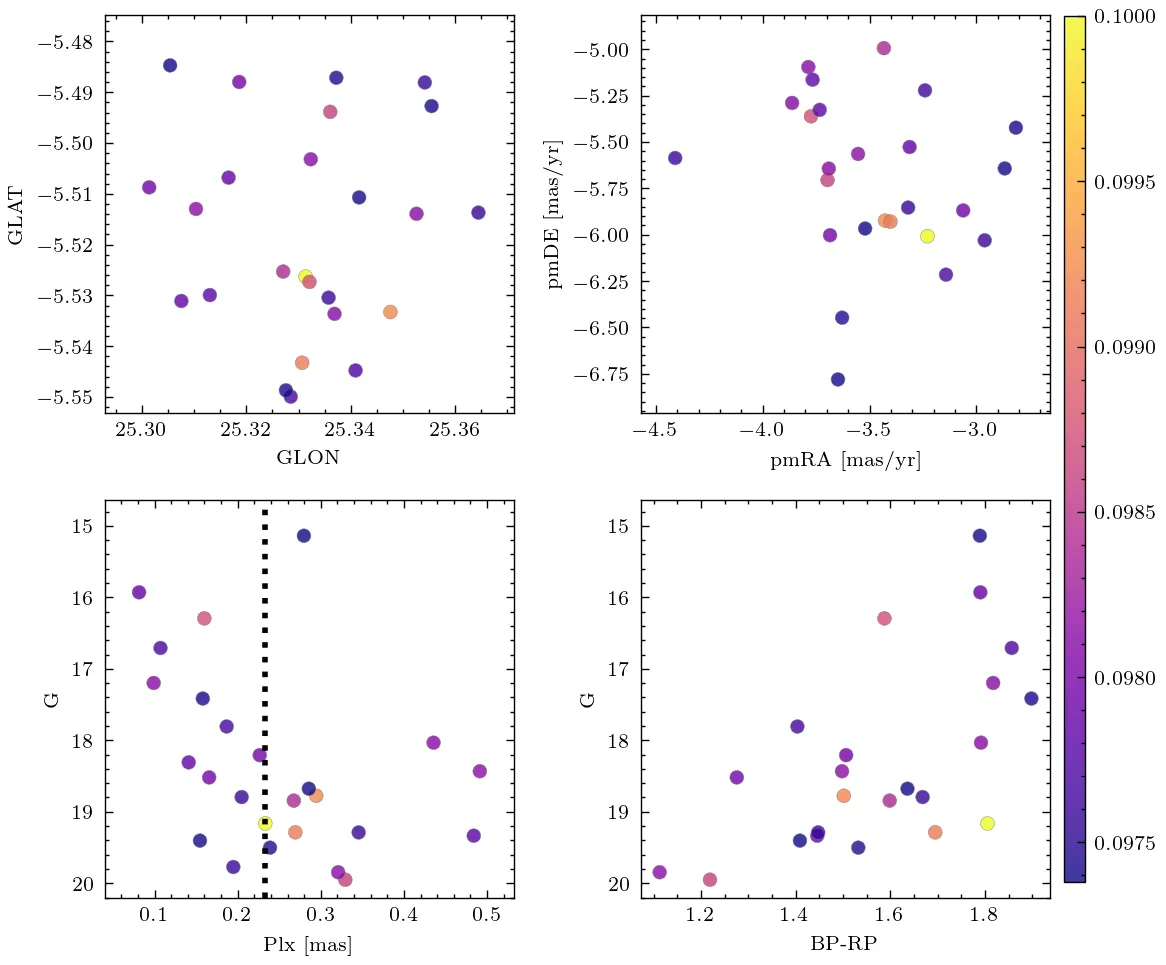 −5.48
−5.49
−5.50
−5.51
−5.52
−5.53
−5.54
−5.55
GLAT
25.30 25.32 25.34 25.36
GLON
−5.00
−5.25
−5.50
−5.75
−6.00
−6.25
−6.50
−6.75
pmDE [mas/yr]
−4.5 −4.0 −3.5 −3.0
pmRA [mas/yr]
15
16
17
18
19
20
G
0.1 0.2 0.3 0.4 0.5
Plx [mas]
15
16
17
18
19
20
G
1.2 1.4 1.6 1.8
BP-RP
0.1000
0.0995
0.0990
0.0985
0.0980
0.0975